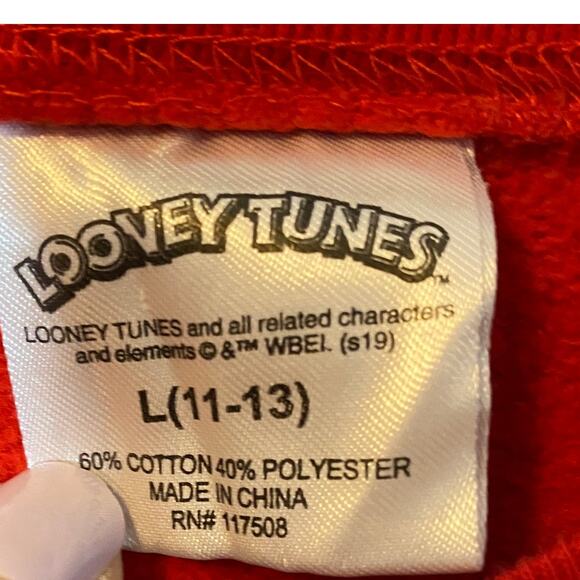 LOONEY TUNES™
LOONEY TUNES and all related characters
and elements © &™ WBEI. (s19)
L(11-13)
60% COTTON 40% POLYESTER
MADE IN CHINA
RN# 117508